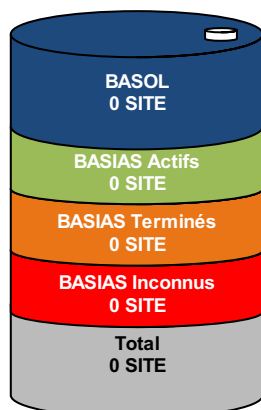 BASOL
0 SITE
BASIAS Actifs
0 SITE
BASIAS Terminés
0 SITE
BASIAS Inconnus
0 SITE
Total
0 SITE